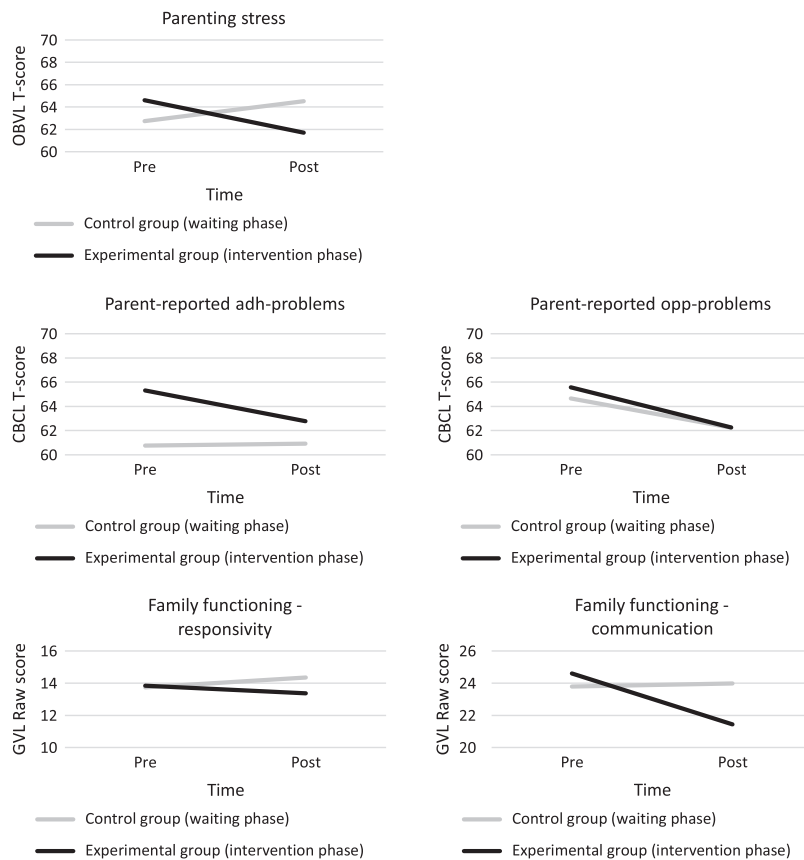 Parenting stress
OBVL T-score
70
68
66
64
62
60
Pre
Post
Time
Control group (waiting phase)
Experimental group (intervention phase)
Parent-reported adh-problems
CBCL T-score
70
68
66
64
62
60
Pre
Post
Time
Control group (waiting phase)
Experimental group (intervention phase)
Parent-reported opp-problems
CBCL T-score
70
68
66
64
62
60
Pre
Post
Time
Control group (waiting phase)
Experimental group (intervention phase)
Family functioning -
responsivity
GVL Raw score
16
14
12
10
Pre
Post
Time
Control group (waiting phase)
Experimental group (intervention phase)
Family functioning -
communication
GVL Raw score
26
24
22
20
Pre
Post
Time
Control group (waiting phase)
Experimental group (intervention phase)